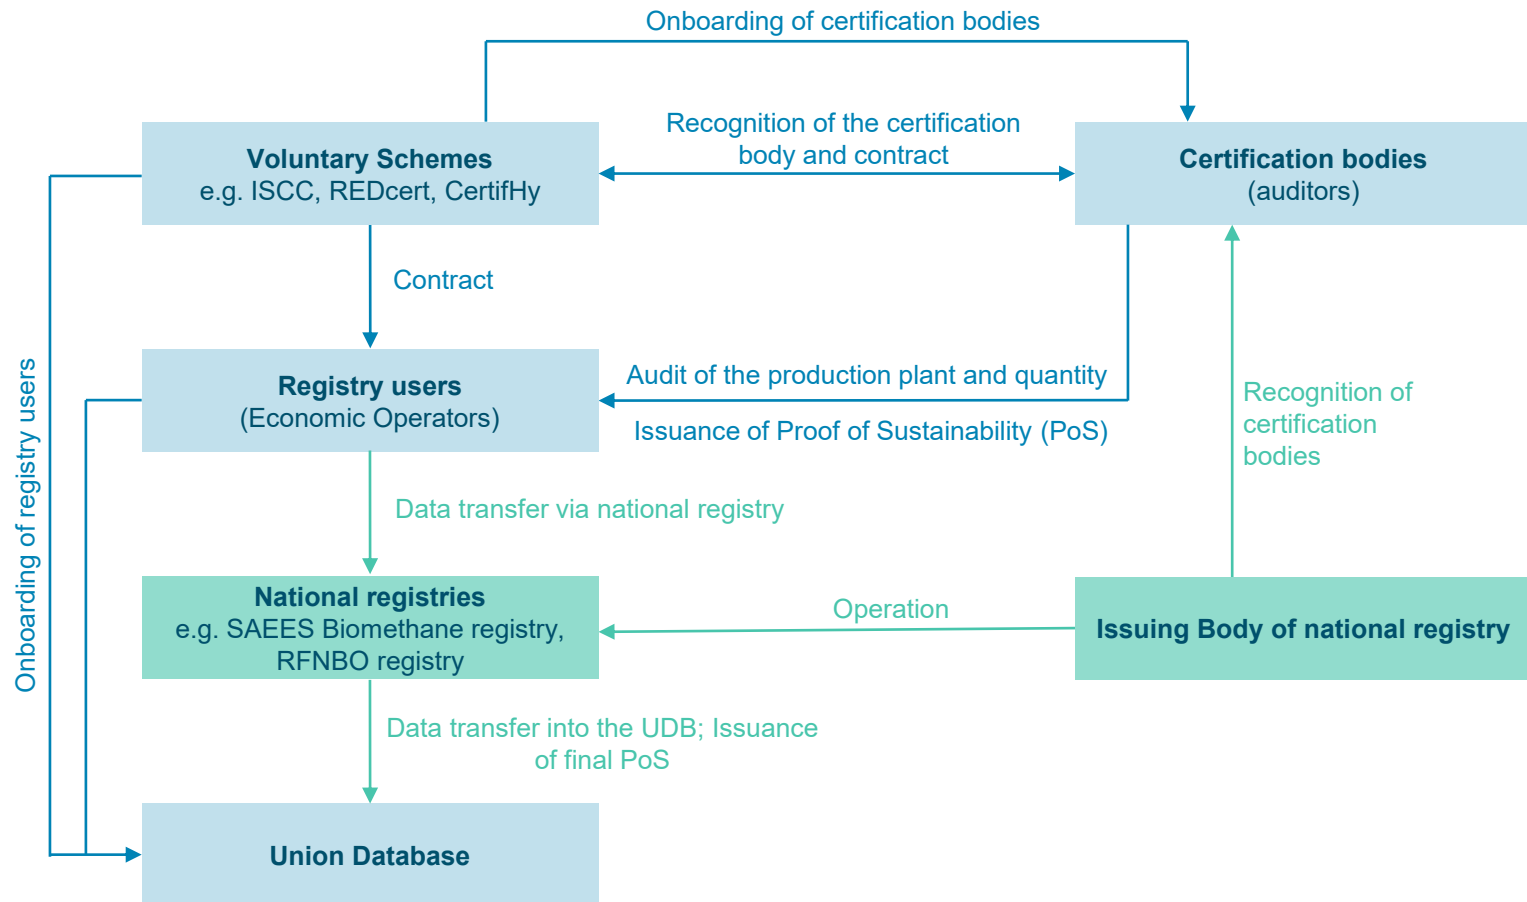 Onboarding of certification bodies
Recognition of the certification
body and contract
Voluntary Schemes
e.g. ISCC, REDcert, CertifHy
Certification bodies
(auditors)
Contract
Onboarding of registry users
Registry users
(Economic Operators)
Audit of the production plant and quantity
Issuance of Proof of Sustainability (PoS)
Recognition of
certification
bodies
Data transfer via national registry
National registries
e.g. SAEES Biomethane registry,
RFNBO registry
Operation
Issuing Body of national registry
Data transfer into the UDB; Issuance
of final PoS
Union Database